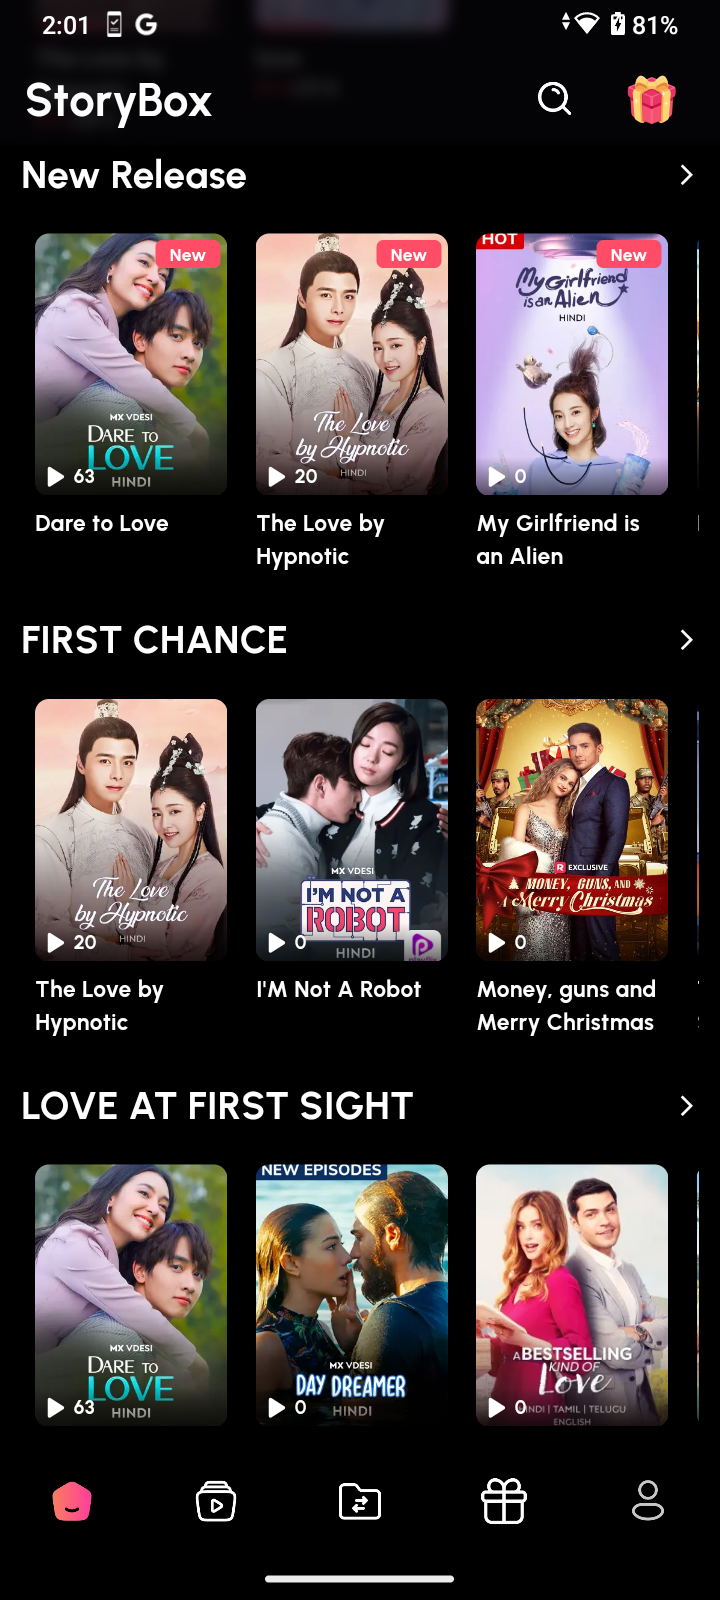 2:01
81%
StoryBox
New Release
New
MX VDESI
DARE TO
LOVE
HINDI
63
Dare to Love
New
The Love
by Hypnotic
HINDI
20
The Love by
Hypnotic
HOT
New
My Girlfriend
is an Alien
HINDI
0
My Girlfriend is
an Alien
FIRST CHANCE
The Love
by Hypnotic
HINDI
20
The Love by
Hypnotic
MX VDESI
I'M NOT A
ROBOT
HINDI
0
I'M Not A Robot
R EXCLUSIVE
MONEY, GUNS, AND
A Merry Christmas
0
Money, guns and
Merry Christmas
LOVE AT FIRST SIGHT
MX VDESI
DARE TO
LOVE
HINDI
63
NEW EPISODES
MX VDESI
DAY DREAMER
HINDI
0
A BESTSELLING
KIND OF
Love
HINDI | TAMIL | TELUGU
ENGLISH
0